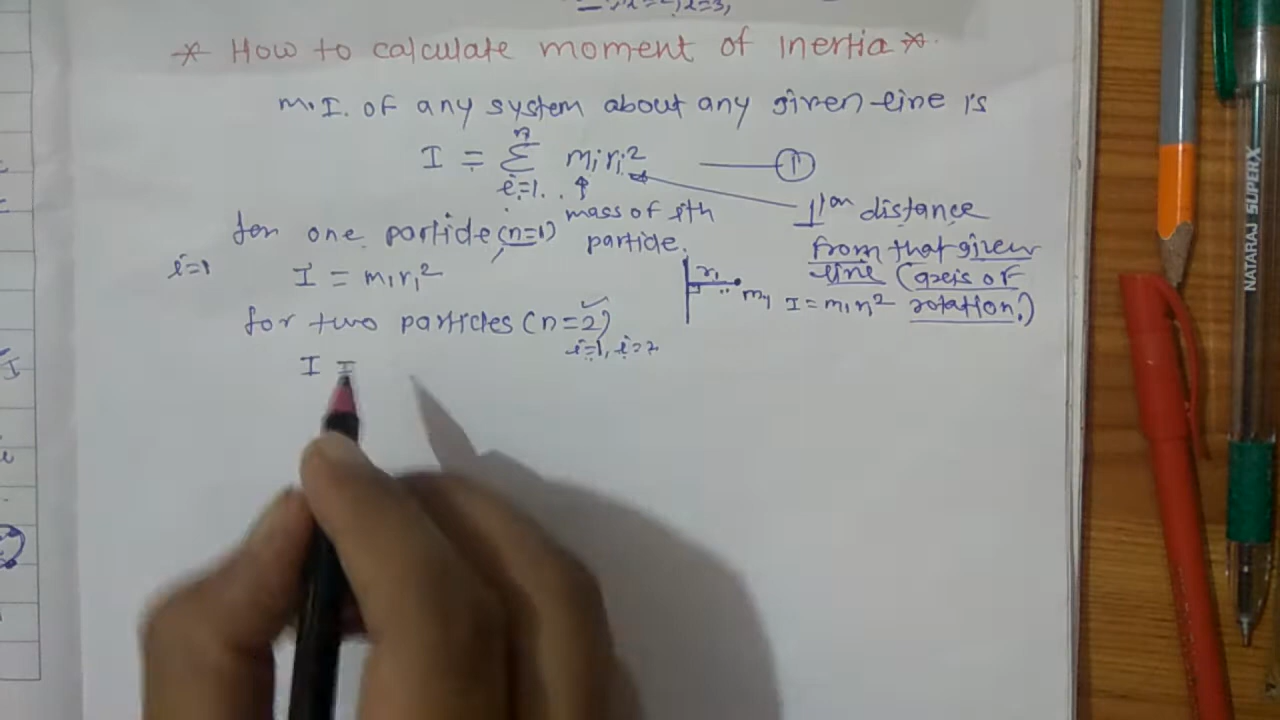 * How to calculate moment of Inertia *
M.I. of any system about any given line is
I = Σ mᵢrᵢ² ——— ①
n
i=1
mass of ith
particle.
⊥lar distance
from that given
line (axis of
rotation.)
for one particle (n=1)
i=1
I = m₁r₁²
r₁
m₁ I = m₁r₁²
for two particles (n=2)
i=1, i=2
I =
NATARAJ SUPERX